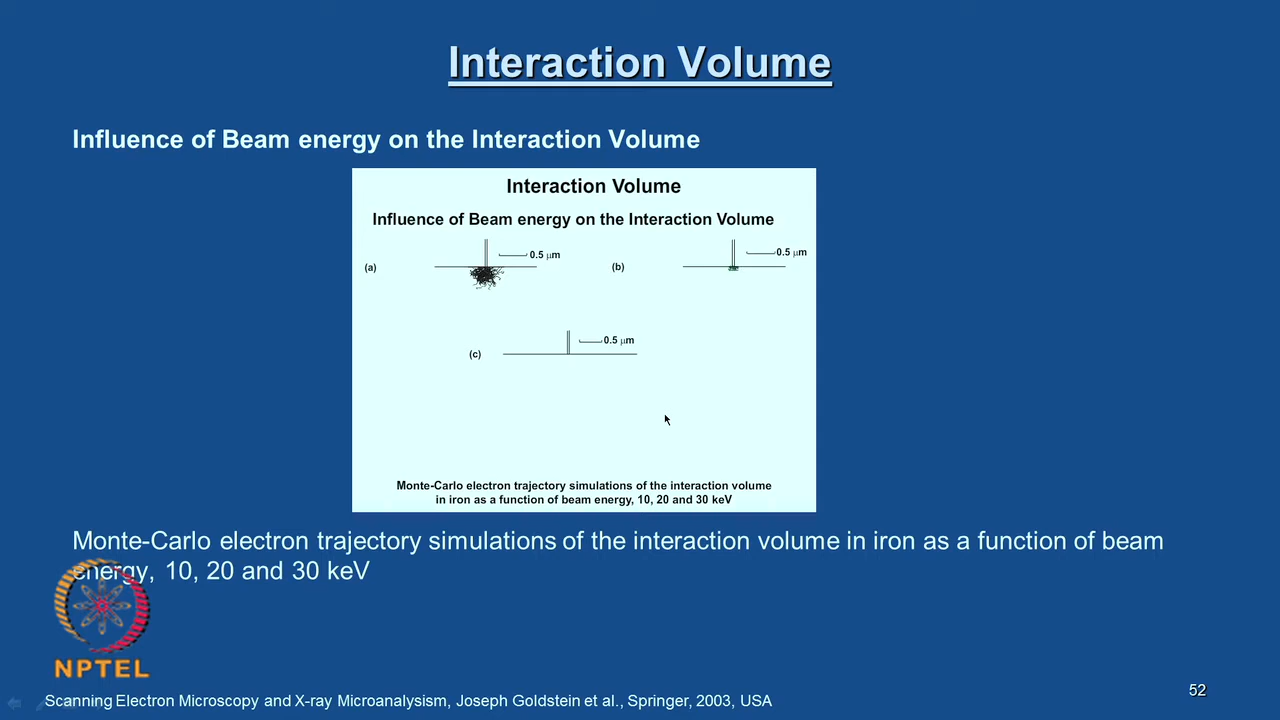 Interaction Volume
Influence of Beam energy on the Interaction Volume
Interaction Volume
Influence of Beam energy on the Interaction Volume
(a)
0.5 μm
(b)
0.5 μm
(c)
0.5 μm
Monte-Carlo electron trajectory simulations of the interaction volume
in iron as a function of beam energy, 10, 20 and 30 keV
Monte-Carlo electron trajectory simulations of the interaction volume in iron as a function of beam
energy, 10, 20 and 30 keV
NPTEL
Scanning Electron Microscopy and X-ray Microanalysism, Joseph Goldstein et al., Springer, 2003, USA
52